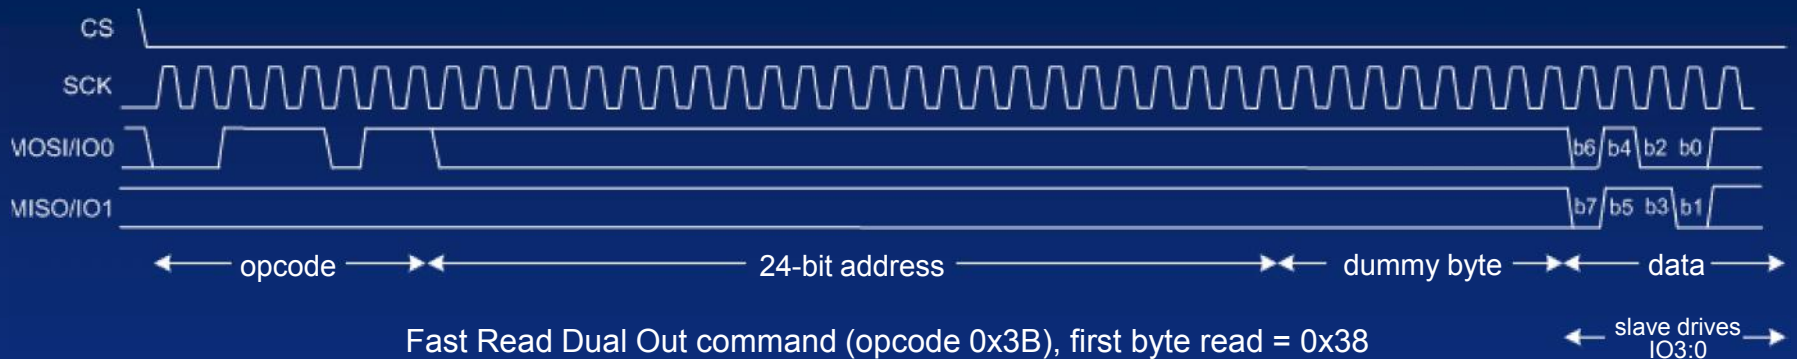 CS
SCK
MOSI/IO0
b6 b4 b2 b0
MISO/IO1
b7 b5 b3 b1
opcode 24-bit address dummy byte data
Fast Read Dual Out command (opcode 0x3B), first byte read = 0x38
slave drives
IO3:0